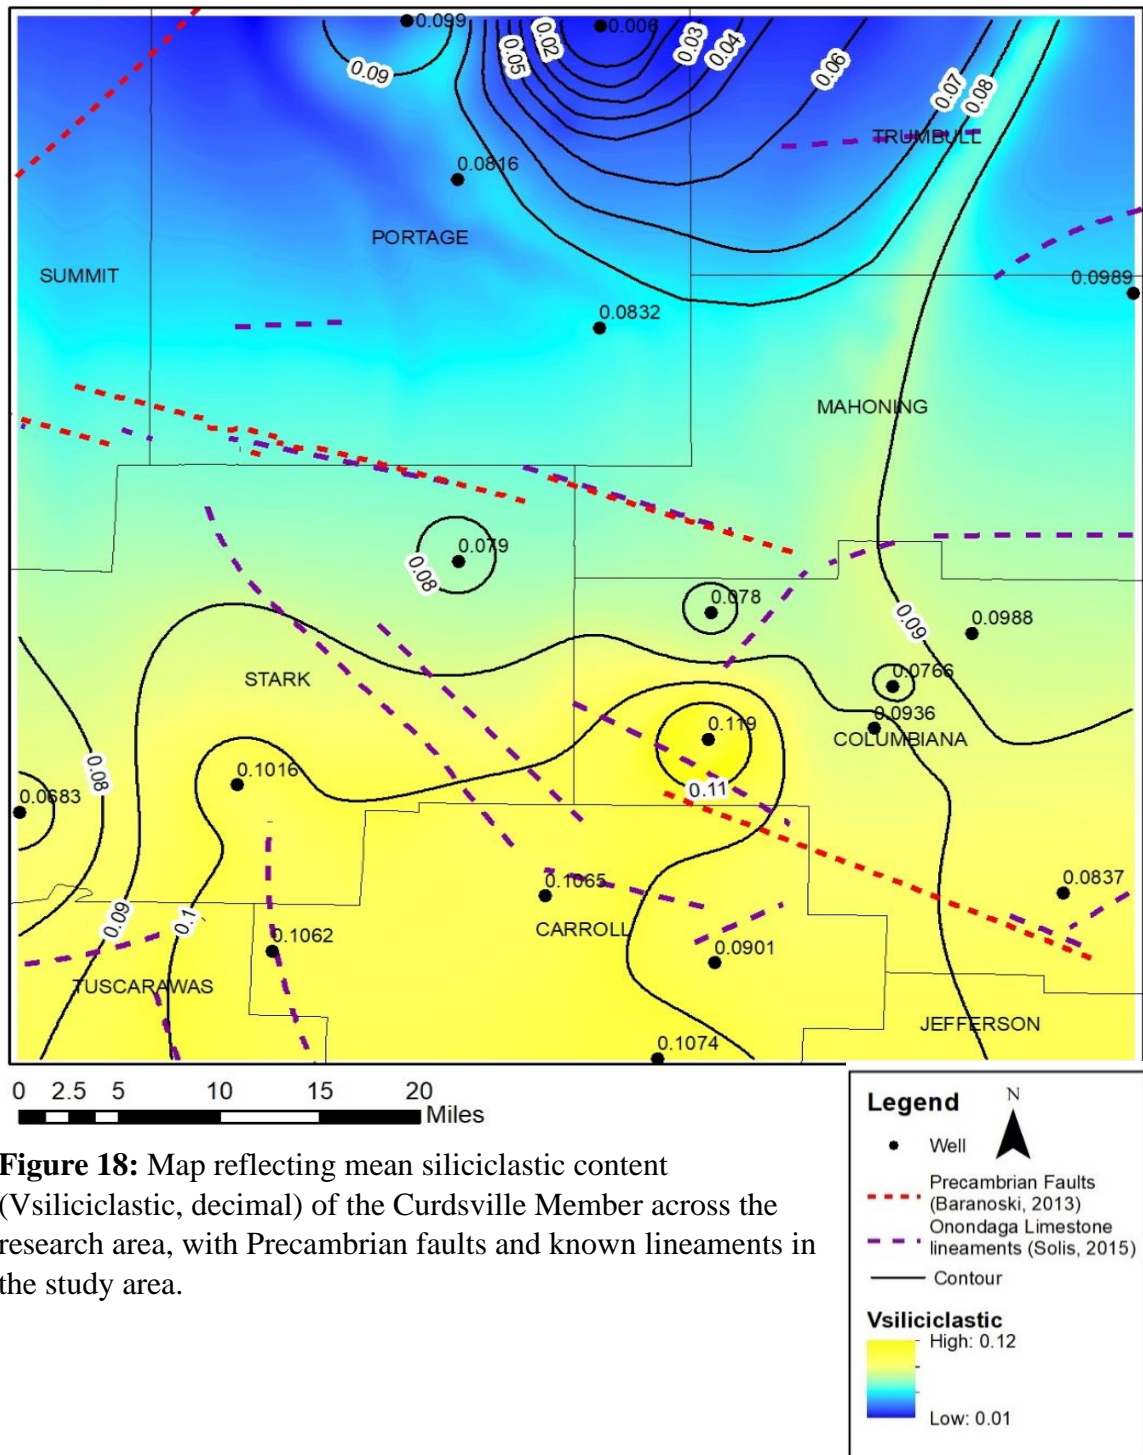 0.099
0.006
0.09
0.05
0.02
0.03
0.04
0.06
0.07
0.08
TRUMBULL
0.0816
PORTAGE
SUMMIT
0.0989
0.0832
MAHONING
0.079
0.08
0.078
0.09
0.0988
STARK
0.0766
0.119
0.0936
COLUMBIANA
0.08
0.1016
0.11
0.0683
0.1065
0.0837
0.09
0.1
CARROLL
0.1062
0.0901
TUSCARAWAS
JEFFERSON
0.1074
0 2.5 5 10 15 20
Miles
Figure 18: Map reflecting mean siliciclastic content
(Vsiliciclastic, decimal) of the Curdsville Member across the
research area, with Precambrian faults and known lineaments in
the study area.
Legend
N
Well
Precambrian Faults
(Baranoski, 2013)
Onondaga Limestone
lineaments (Solis, 2015)
Contour
Vsiliciclastic
High: 0.12
Low: 0.01